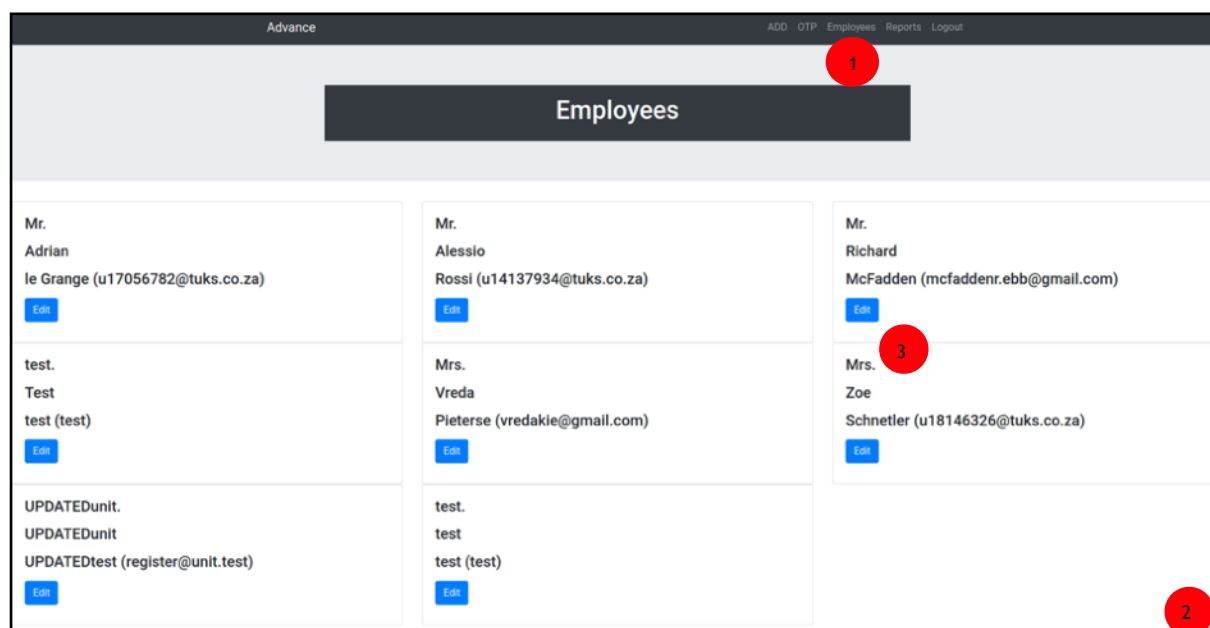 Advance ADD OTP Employees Reports Logout
1
Employees
Mr.
Adrian
le Grange (u17056782@tuks.co.za)
Edit
Mr.
Alessio
Rossi (u14137934@tuks.co.za)
Edit
Mr.
Richard
McFadden (mcfaddenr.ebb@gmail.com)
Edit
3
test.
Test
test (test)
Edit
Mrs.
Vreda
Pieterse (vredakie@gmail.com)
Edit
Mrs.
Zoe
Schnetler (u18146326@tuks.co.za)
Edit
UPDATEDunit.
UPDATEDunit
UPDATEDtest (register@unit.test)
Edit
test.
test
test (test)
Edit
2